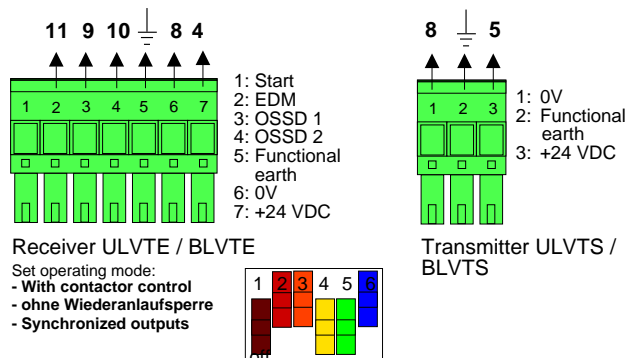 11 9 10 8 4
1 2 3 4 5 6 7
1: Start
2: EDM
3: OSSD 1
4: OSSD 2
5: Functional
earth
6: 0V
7: +24 VDC
Receiver ULVTE / BLVTE
Set operating mode:
- With contactor control
- ohne Wiederanlaufsperre
- Synchronized outputs
1 2 3 4 5 6
off
8 5
1 2 3
1: 0V
2: Functional
earth
3: +24 VDC
Transmitter ULVTS /
BLVTS